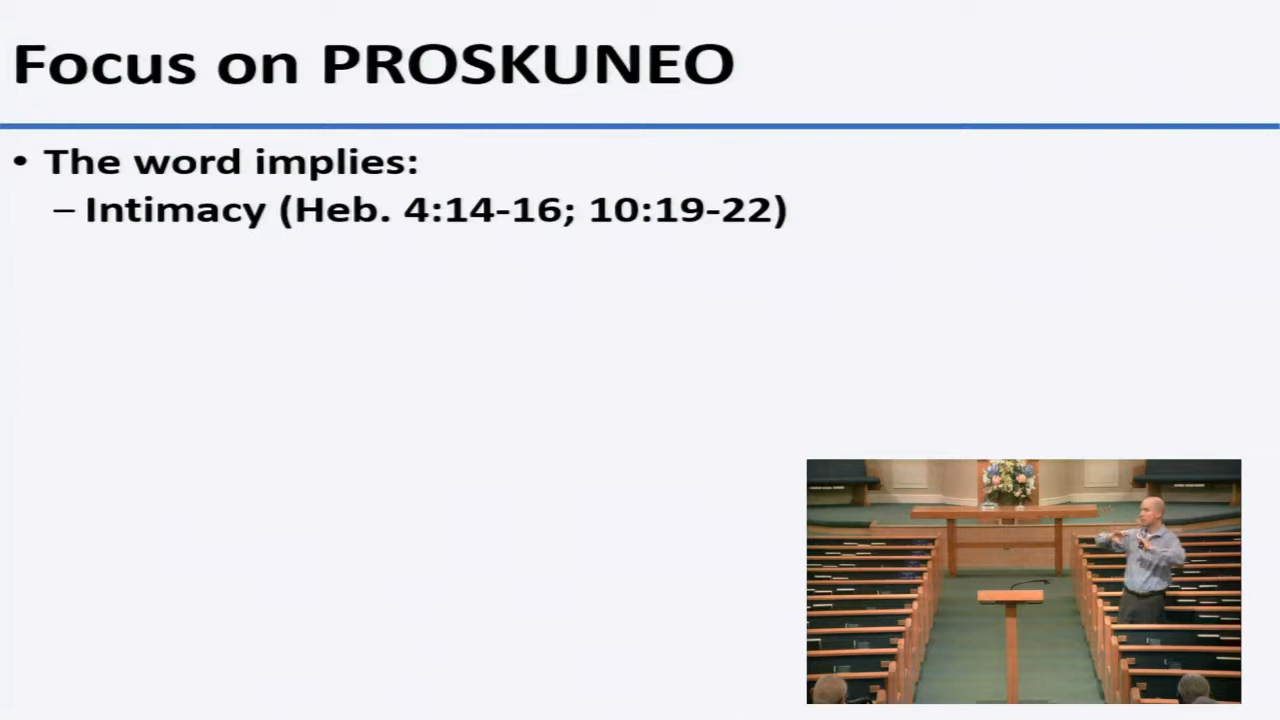 Focus on PROSKUNEO
• The word implies:
– Intimacy (Heb. 4:14-16; 10:19-22)